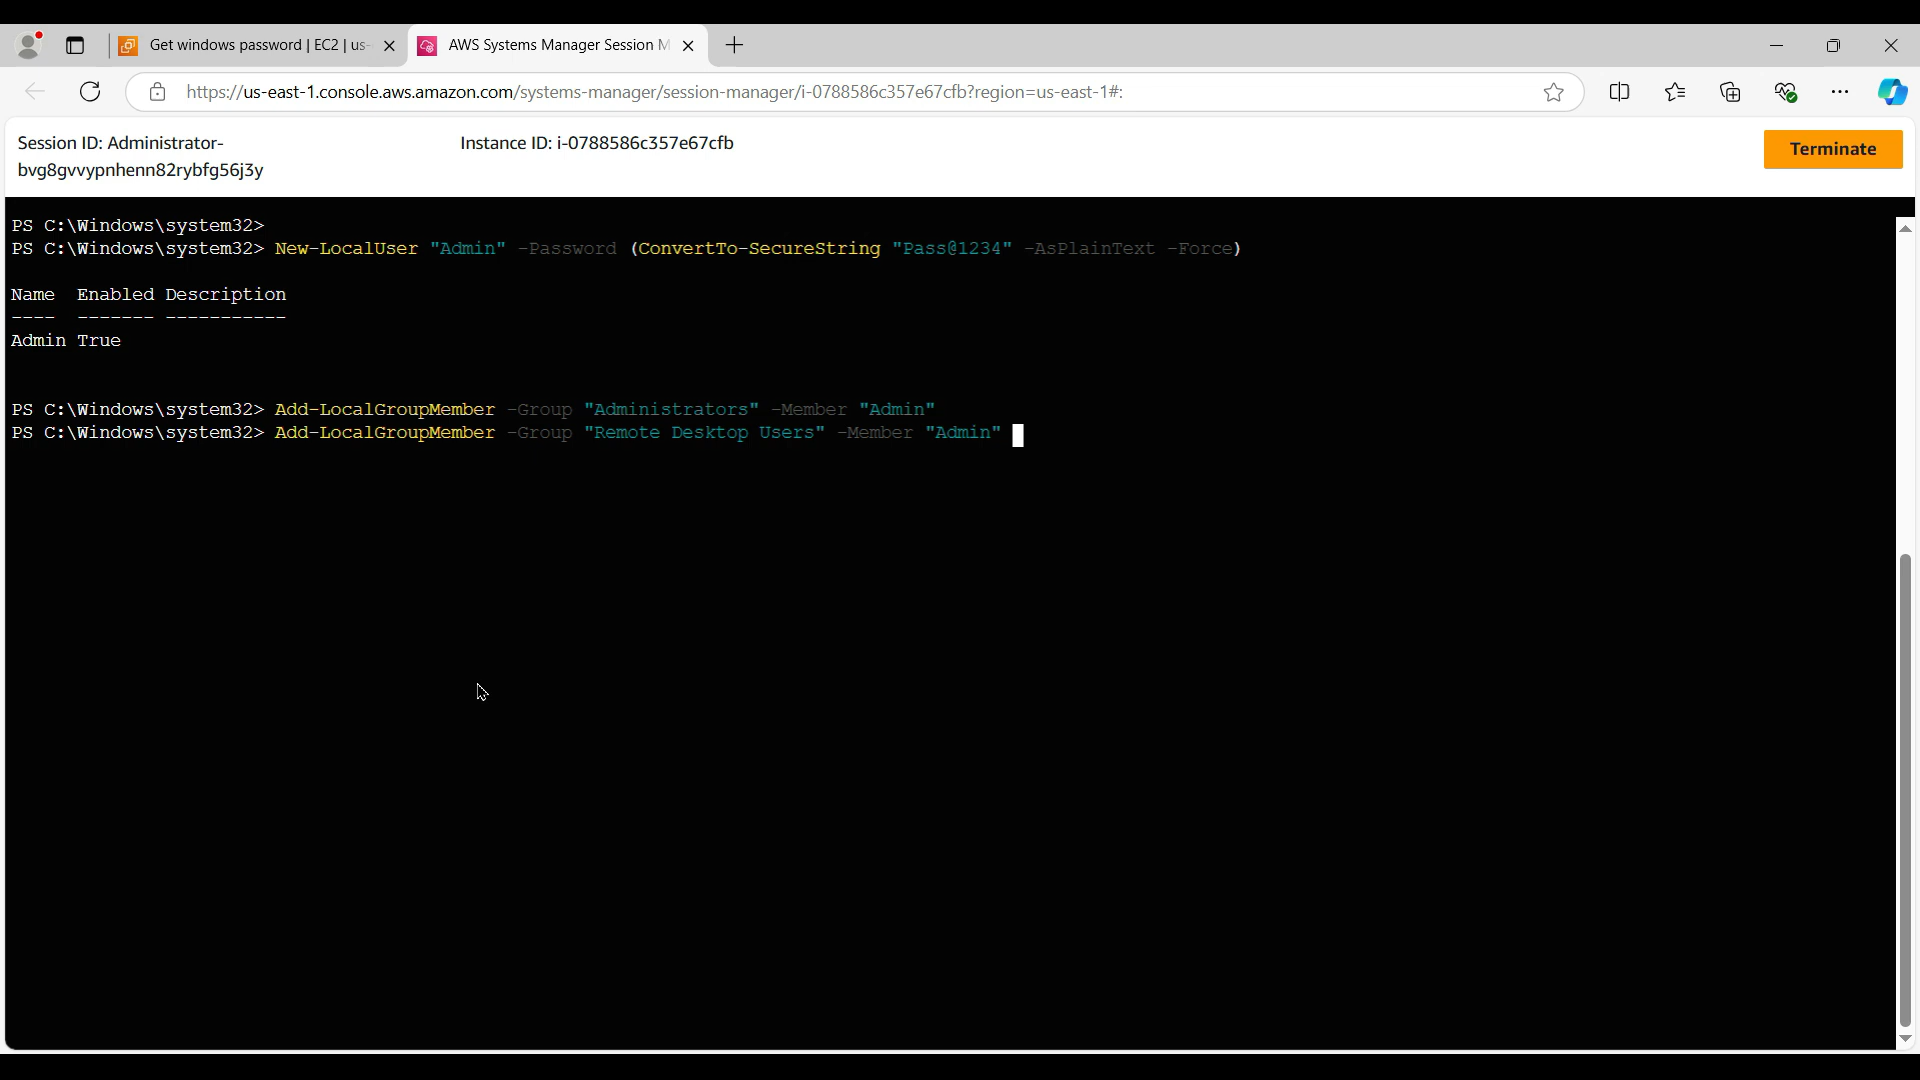 Get windows password | EC2 | us-
AWS Systems Manager Session M
https://us-east-1.console.aws.amazon.com/systems-manager/session-manager/i-0788586c357e67cfb?region=us-east-1#:
Session ID: Administrator-
bvg8gvvypnhenn82rybfg56j3y
Instance ID: i-0788586c357e67cfb
Terminate
PS C:\Windows\system32>
PS C:\Windows\system32> New-LocalUser "Admin" -Password (ConvertTo-SecureString "Pass@1234" -AsPlainText -Force)
Name  Enabled Description
----  ------- -----------
Admin True
PS C:\Windows\system32> Add-LocalGroupMember -Group "Administrators" -Member "Admin"
PS C:\Windows\system32> Add-LocalGroupMember -Group "Remote Desktop Users" -Member "Admin"